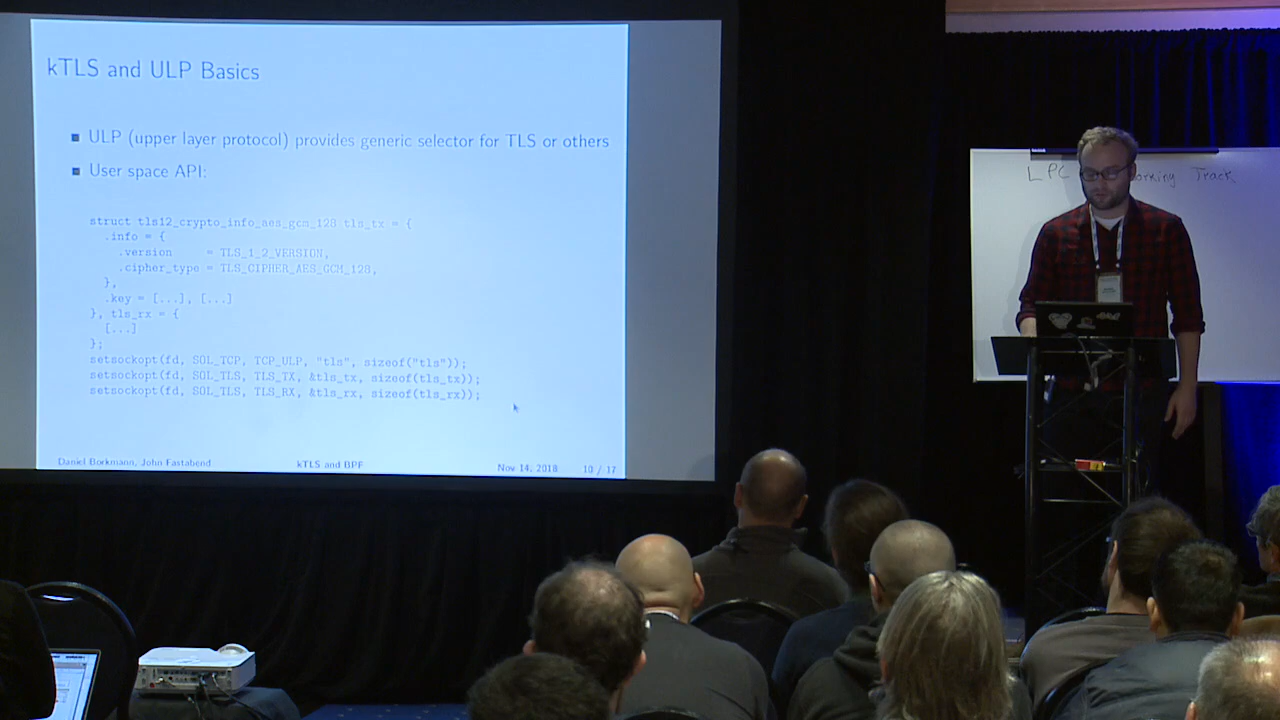 kTLS and ULP Basics
ULP (upper layer protocol) provides generic selector for TLS or others
User space API:
struct tls12_crypto_info_aes_gcm_128 tls_tx = {
.info = {
.version = TLS_1_2_VERSION,
.cipher_type = TLS_CIPHER_AES_GCM_128,
},
.key = [...], [...]
}, tls_rx = {
[...]
};
setsockopt(fd, SOL_TCP, TCP_ULP, "tls", sizeof("tls"));
setsockopt(fd, SOL_TLS, TLS_TX, &tls_tx, sizeof(tls_tx));
setsockopt(fd, SOL_TLS, TLS_RX, &tls_rx, sizeof(tls_rx));
Daniel Borkmann, John Fastabend kTLS and BPF Nov 14, 2018 10 / 17
LPC Track